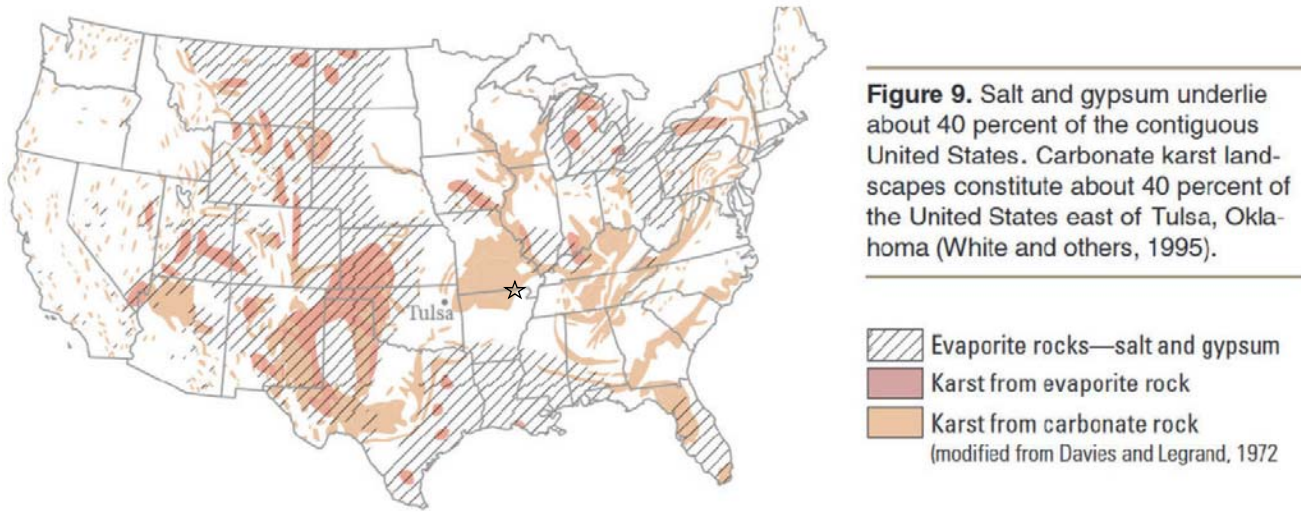 Tulsa
Figure 9. Salt and gypsum underlie
about 40 percent of the contiguous
United States. Carbonate karst land-
scapes constitute about 40 percent of
the United States east of Tulsa, Okla-
homa (White and others, 1995).
Evaporite rocks—salt and gypsum
Karst from evaporite rock
Karst from carbonate rock
(modified from Davies and Legrand, 1972